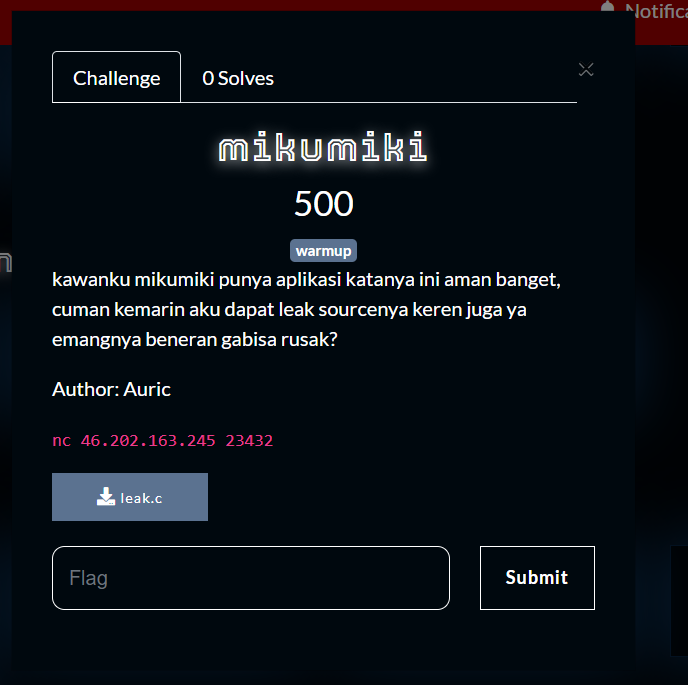 Notifica
Challenge
0 Solves
mikumiki
500
warmup
kawanku mikumiki punya aplikasi katanya ini aman banget,
cuman kemarin aku dapat leak sourcenya keren juga ya
emangnya beneran gabisa rusak?
Author: Auric
nc 46.202.163.245 23432
leak.c
Flag
Submit